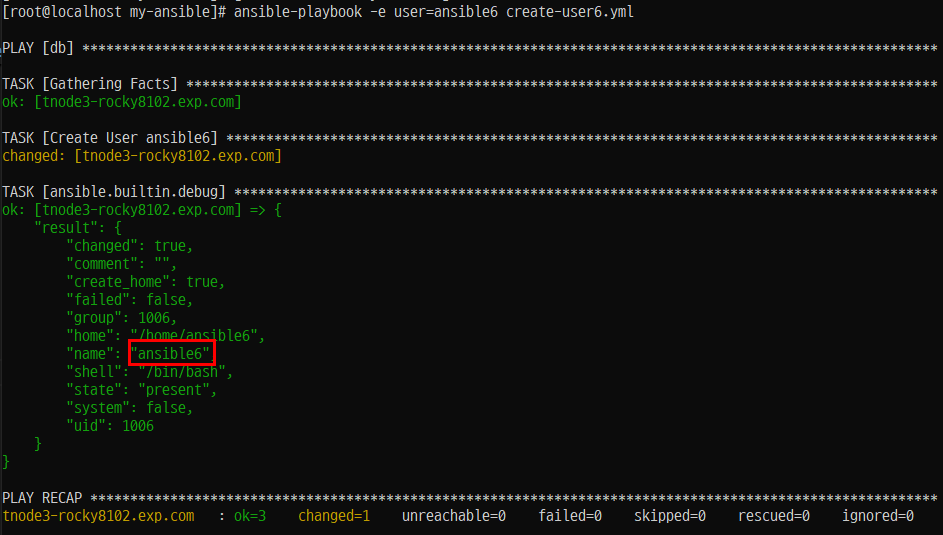 [root@localhost my-ansible]# ansible-playbook -e user=ansible6 create-user6.yml
PLAY [db] ***********************************************************************************************************
TASK [Gathering Facts] **********************************************************************************************
ok: [tnode3-rocky8102.exp.com]
TASK [Create User ansible6] *****************************************************************************************
changed: [tnode3-rocky8102.exp.com]
TASK [ansible.builtin.debug] ****************************************************************************************
ok: [tnode3-rocky8102.exp.com] => {
    "result": {
        "changed": true,
        "comment": "",
        "create_home": true,
        "failed": false,
        "group": 1006,
        "home": "/home/ansible6",
        "name": "ansible6",
        "shell": "/bin/bash",
        "state": "present",
        "system": false,
        "uid": 1006
    }
}
PLAY RECAP **********************************************************************************************************
tnode3-rocky8102.exp.com   : ok=3    changed=1    unreachable=0    failed=0    skipped=0    rescued=0    ignored=0